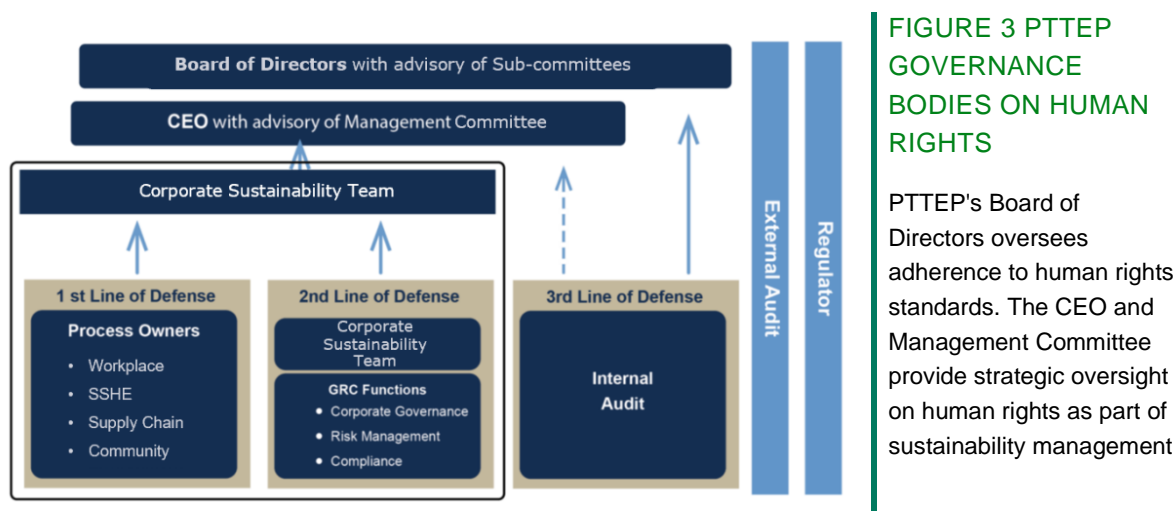 Board of Directors with advisory of Sub-committees
CEO with advisory of Management Committee
Corporate Sustainability Team
1 st Line of Defense
Process Owners
• Workplace
• SSHE
• Supply Chain
• Community
2nd Line of Defense
Corporate
Sustainability
Team
GRC Functions
• Corporate Governance
• Risk Management
• Compliance
3rd Line of Defense
Internal
Audit
External Audit
Regulator
FIGURE 3 PTTEP
GOVERNANCE
BODIES ON HUMAN
RIGHTS
PTTEP's Board of
Directors oversees
adherence to human rights
standards. The CEO and
Management Committee
provide strategic oversight
on human rights as part of
sustainability management